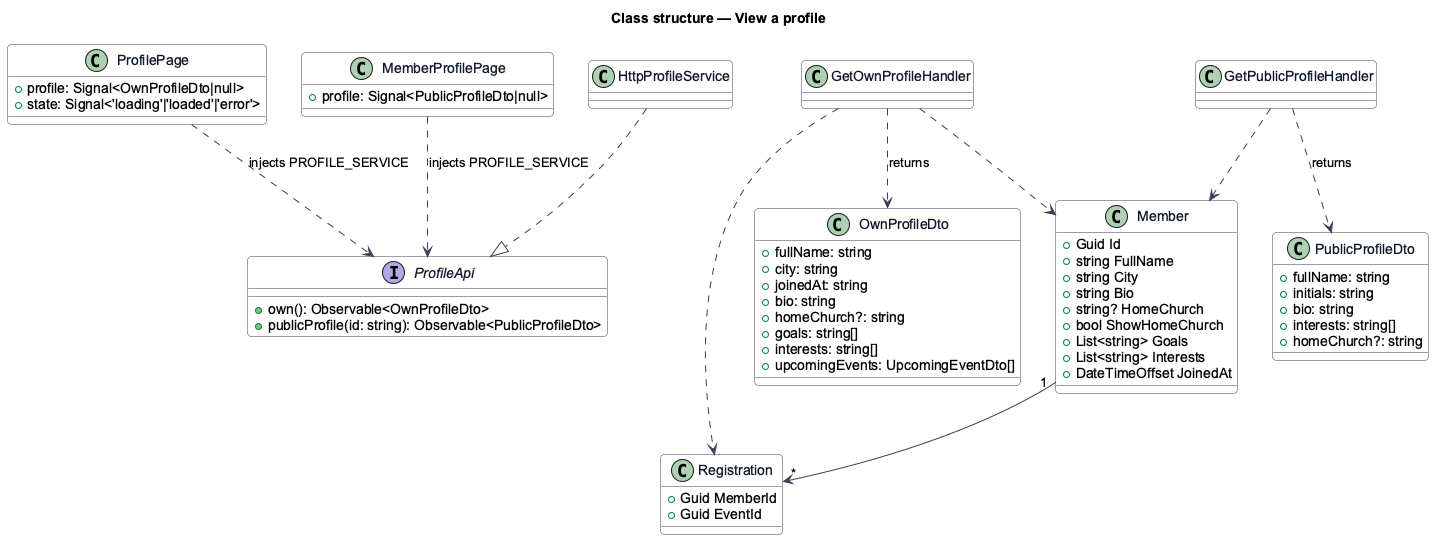 Class structure — View a profile
C ProfilePage
profile: Signal<OwnProfileDto|null>
state: Signal<'loading'|'loaded'|'error'>
C MemberProfilePage
profile: Signal<PublicProfileDto|null>
C HttpProfileService
C GetOwnProfileHandler
C GetPublicProfileHandler
injects PROFILE_SERVICE
injects PROFILE_SERVICE
returns
returns
I ProfileApi
own(): Observable<OwnProfileDto>
publicProfile(id: string): Observable<PublicProfileDto>
C OwnProfileDto
fullName: string
city: string
joinedAt: string
bio: string
homeChurch?: string
goals: string[]
interests: string[]
upcomingEvents: UpcomingEventDto[]
C Member
Guid Id
string FullName
string City
string Bio
string? HomeChurch
bool ShowHomeChurch
List<string> Goals
List<string> Interests
DateTimeOffset JoinedAt
C PublicProfileDto
fullName: string
initials: string
bio: string
interests: string[]
homeChurch?: string
1
*
C Registration
Guid MemberId
Guid EventId